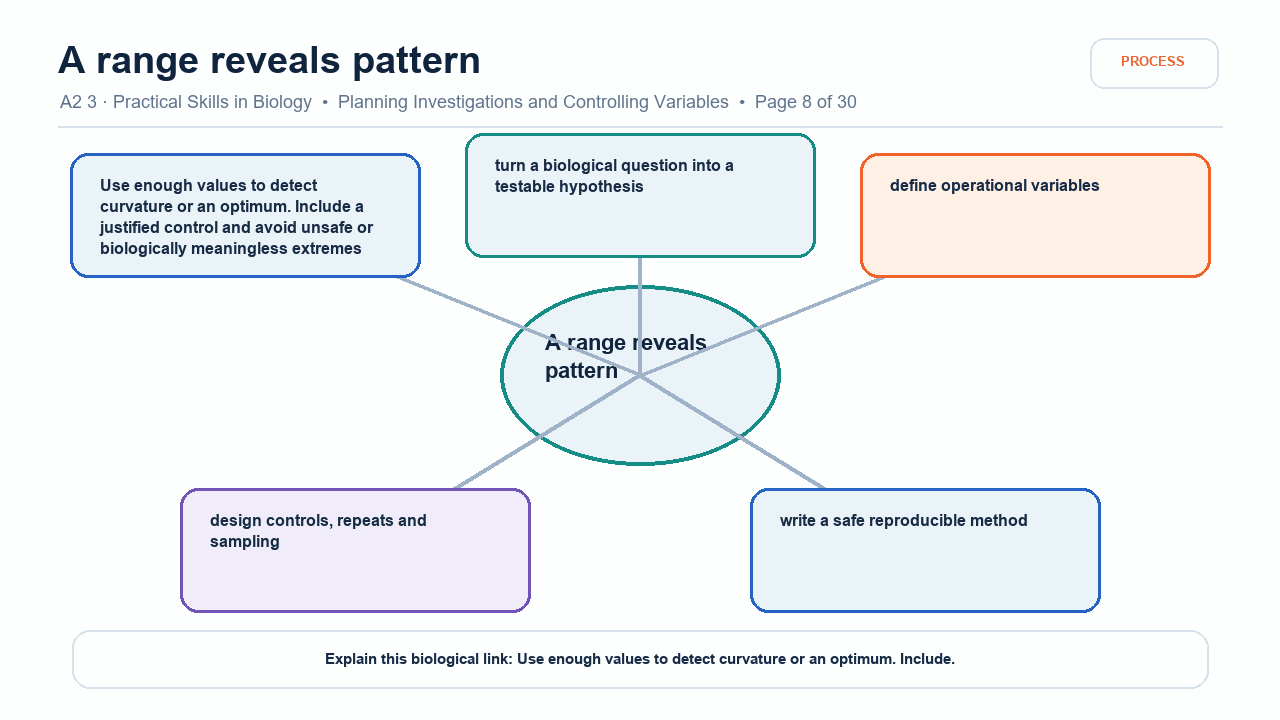 A range reveals pattern
PROCESS
A2 3 · Practical Skills in Biology • Planning Investigations and Controlling Variables • Page 8 of 30
Use enough values to detect
curvature or an optimum. Include a
justified control and avoid unsafe or
biologically meaningless extremes
turn a biological question into a
testable hypothesis
define operational variables
A range reveals
pattern
design controls, repeats and
sampling
write a safe reproducible method
Explain this biological link: Use enough values to detect curvature or an optimum. Include.